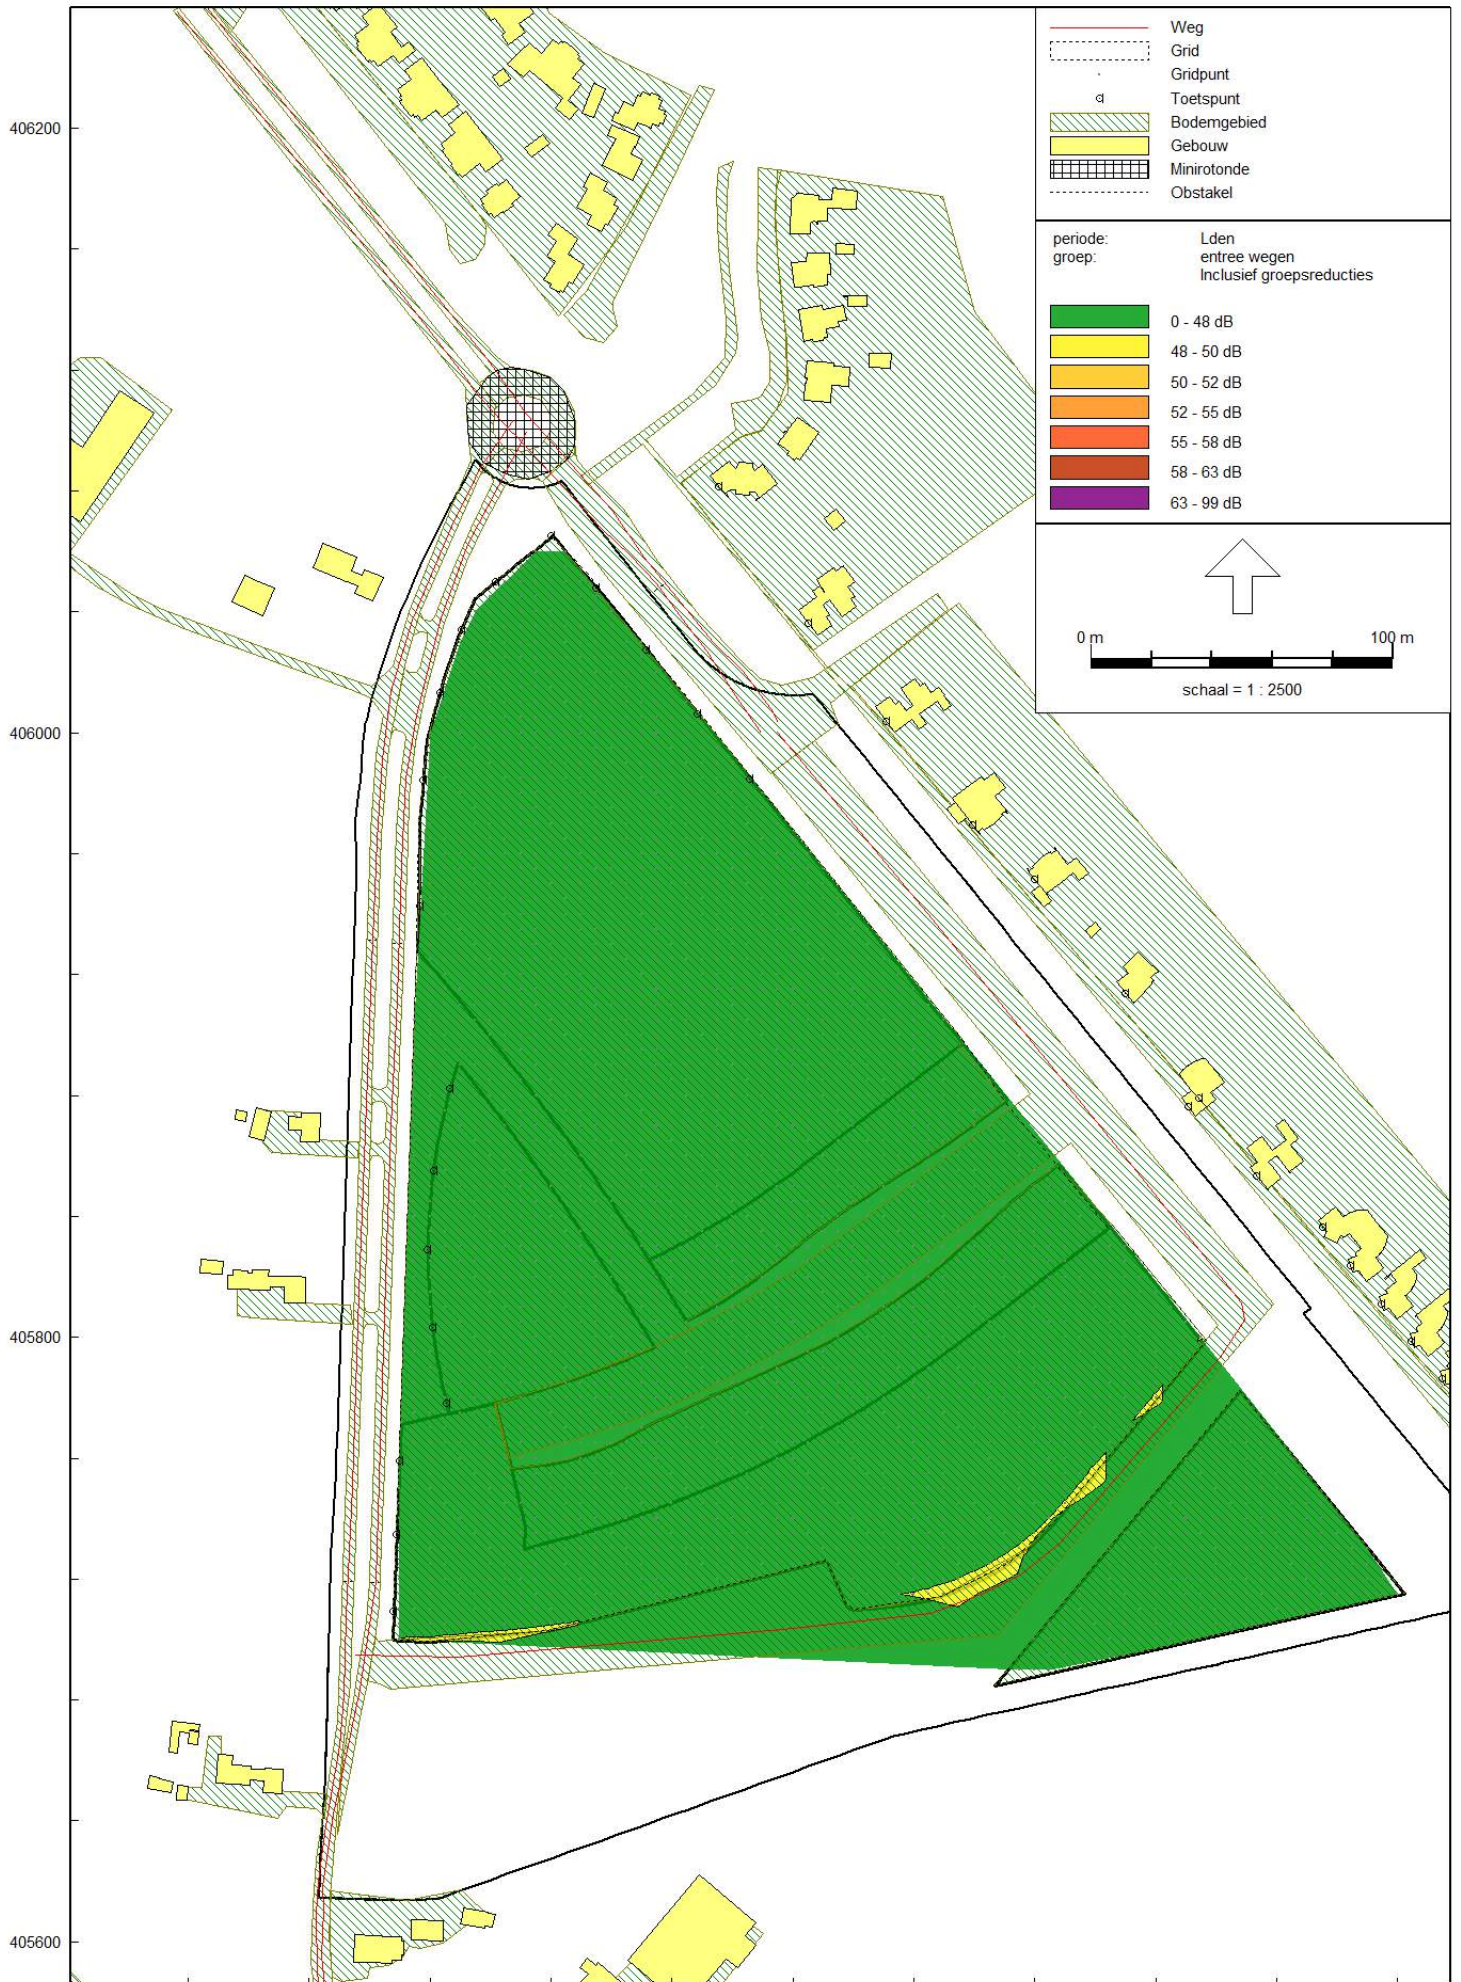 Weg
Grid
Gridpunt
Toetspunt
Bodemgebied
Gebouw
Minirotonde
Obstakel
periode: Lden
groep: entree wegen
Inclusief groepsreducties
0 - 48 dB
48 - 50 dB
50 - 52 dB
52 - 55 dB
55 - 58 dB
58 - 63 dB
63 - 99 dB
0 m 100 m
schaal = 1 : 2500
406200
406000
405800
405600